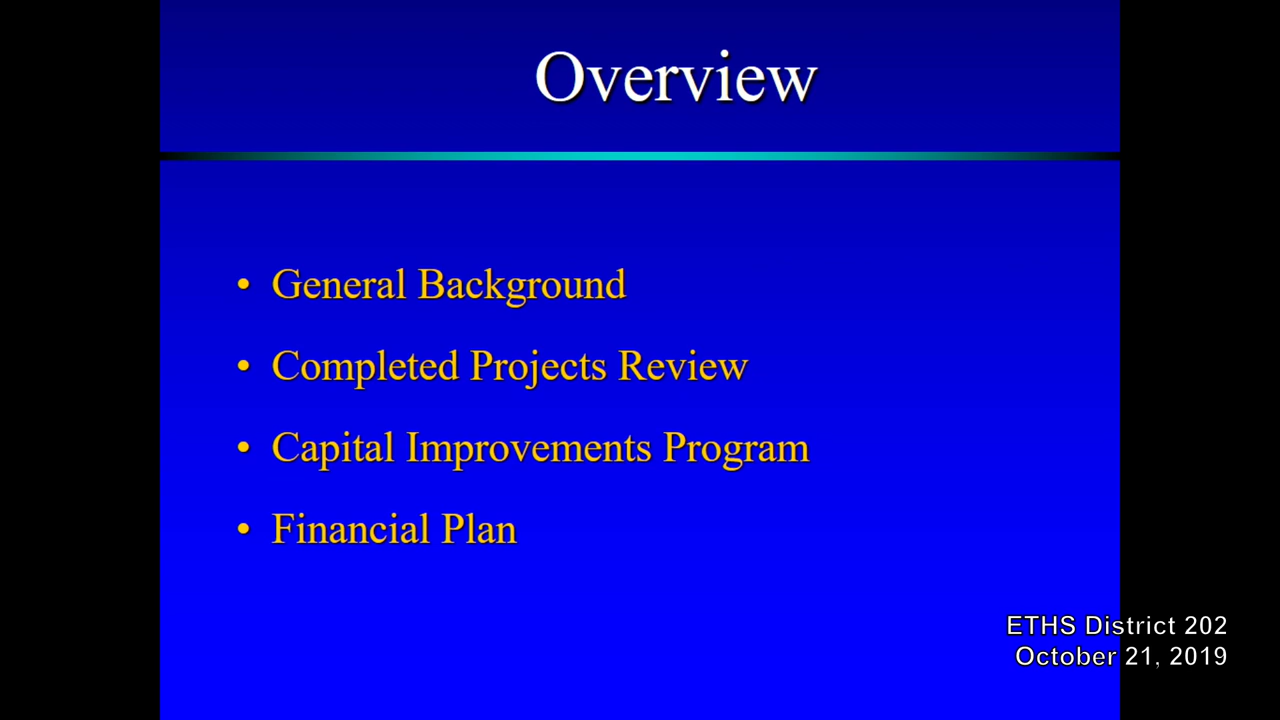 Overview
• General Background
• Completed Projects Review
• Capital Improvements Program
• Financial Plan
ETHS District 202
October 21, 2019